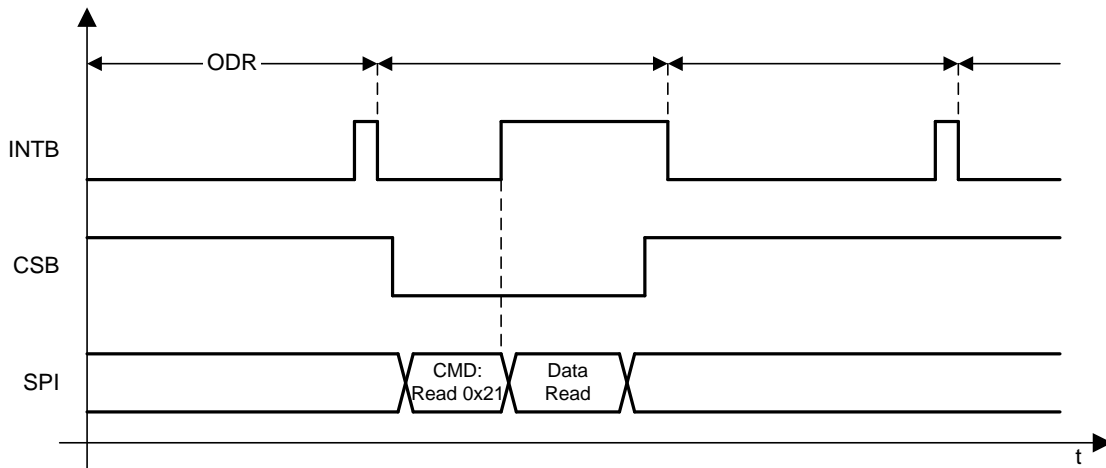 ODR
INTB
CSB
SPI
CMD:
Read 0x21
Data
Read
t